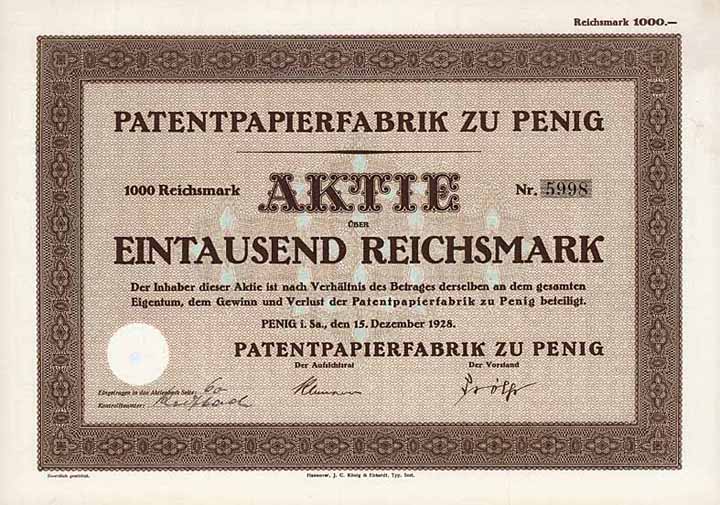 Reichsmark 1000.—
PATENTPAPIERFABRIK ZU PENIG
1000 Reichsmark AKTIE Nr. 5998
ÜBER
EINTAUSEND REICHSMARK
Der Inhaber dieser Aktie ist nach Verhältnis des Betrages derselben an dem gesamten
Eigentum, dem Gewinn und Verlust der Patentpapierfabrik zu Penig beteiligt.
PENIG i. Sa., den 15. Dezember 1928.
PATENTPAPIERFABRIK ZU PENIG
Der Aufsichtsrat Der Vorstand
Eingetragen in das Aktienbuch Seite: 60
Kontrollbeamter:
Gesetzlich geschützt.
Hannover, J. C. König & Ebhardt, Typ. Inst.